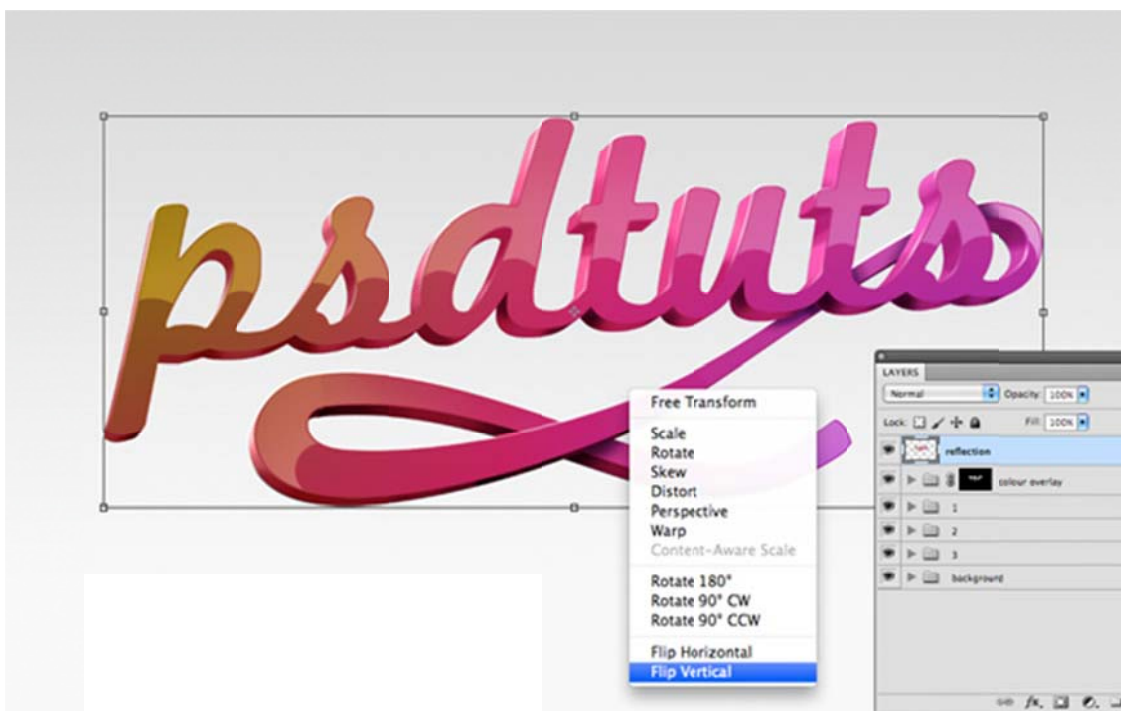 psdtuts
Free Transform
Scale
Rotate
Skew
Distort
Perspective
Warp
Content-Aware Scale
Rotate 180°
Rotate 90° CW
Rotate 90° CCW
Flip Horizontal
Flip Vertical
LAYERS
Normal Opacity: 100%
Lock: Fill: 100%
reflection
colour overlay
1
2
3
background
fx.